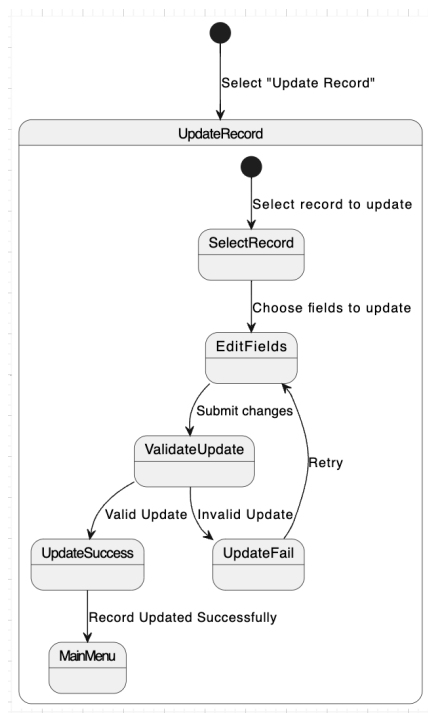 Select "Update Record"
UpdateRecord
Select record to update
SelectRecord
Choose fields to update
EditFields
Submit changes
ValidateUpdate
Retry
Valid Update
Invalid Update
UpdateSuccess
UpdateFail
Record Updated Successfully
MainMenu